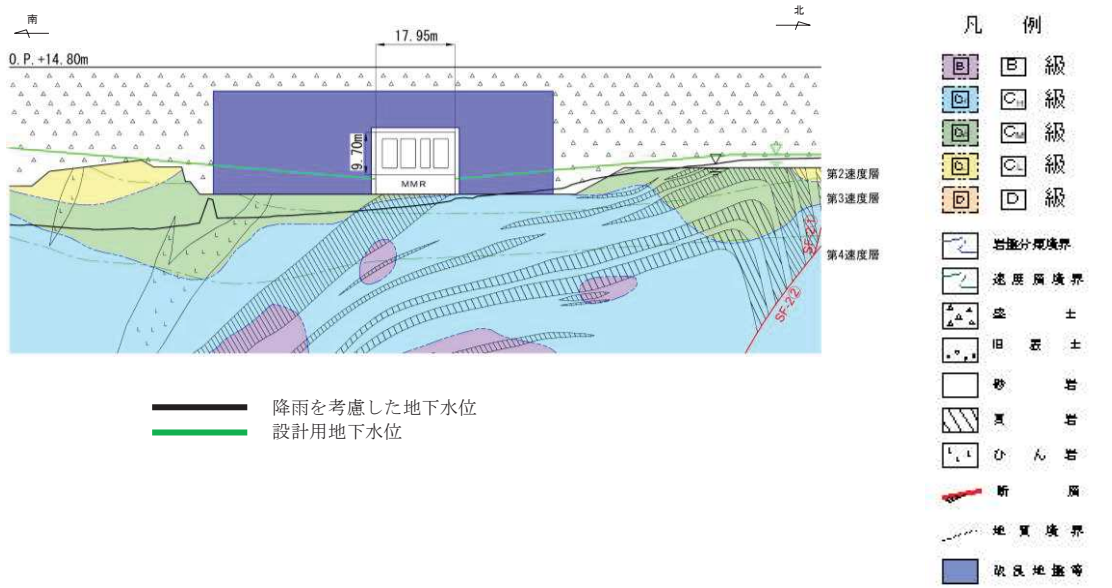 南
北
17.95m
O.P.+14.80m
9.70m
MMR
第2速度層
第3速度層
第4速度層
SF-2①
SF-2②
降雨を考慮した地下水位
設計用地下水位
凡 例
B B 級
CH 級
CM 級
CL 級
D D 級
岩盤分類境界
速度層境界
盛 土
旧 表 土
砂 岩
頁 岩
ひ ん 岩
断 層
地 質 境 界
改 良 地 盤 等